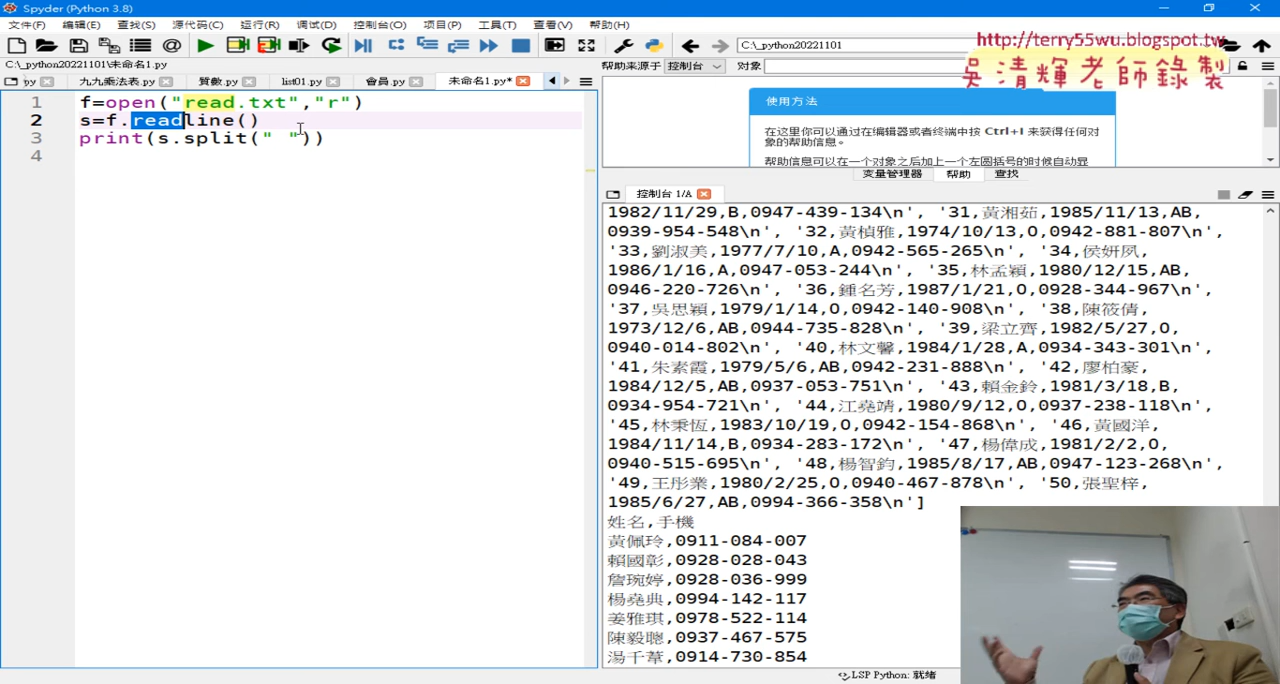 Spyder (Python 3.8)
文件(F) 编辑(E) 查找(S) 源代码(C) 运行(R) 调试(D) 控制台(O) 项目(P) 工具(T) 查看(V) 帮助(H)
C:\_python20221101
http://terry55wu.blogspot.tw
吳清輝老師錄製
C:\_python20221101\未命名1.py
帮助来源于 控制台 对象
py 九九乘法表.py 質數.py list01.py 會員.py 未命名1.py*
1 f=open("read.txt","r")
2 s=f.readline()
3 print(s.split(" "))
4
使用方法
在这里你可以通过在编辑器或者终端中按 Ctrl+I 来获得任何对
象的帮助信息。
帮助信息可以在一个对象之后加上一个左圆括号的时候自动显
变量管理器 帮助 查找
控制台 1/A
1982/11/29,B,0947-439-134\n', '31,黃湘茹,1985/11/13,AB,
0939-954-548\n', '32,黃楨雅,1974/10/13,O,0942-881-807\n',
'33,劉淑美,1977/7/10,A,0942-565-265\n', '34,侯妍夙,
1986/1/16,A,0947-053-244\n', '35,林孟穎,1980/12/15,AB,
0946-220-726\n', '36,鍾名芳,1987/1/21,O,0928-344-967\n',
'37,吳思穎,1979/1/14,O,0942-140-908\n', '38,陳筱倩,
1973/12/6,AB,0944-735-828\n', '39,梁立齊,1982/5/27,O,
0940-014-802\n', '40,林文馨,1984/1/28,A,0934-343-301\n',
'41,朱素霞,1979/5/6,AB,0942-231-888\n', '42,廖柏豪,
1984/12/5,AB,0937-053-751\n', '43,賴金鈴,1981/3/18,B,
0934-954-721\n', '44,江堯靖,1980/9/12,O,0937-238-118\n',
'45,林秉恆,1983/10/19,O,0942-154-868\n', '46,黃國洋,
1984/11/14,B,0934-283-172\n', '47,楊偉成,1981/2/2,O,
0940-515-695\n', '48,楊智鈞,1985/8/17,AB,0947-123-268\n',
'49,王彤業,1980/2/25,O,0940-467-878\n', '50,張聖梓,
1985/6/27,AB,0994-366-358\n']
姓名,手機
黃佩玲,0911-084-007
賴國彰,0928-028-043
詹琬婷,0928-036-999
楊堯典,0994-142-117
姜雅琪,0978-522-114
陳毅聰,0937-467-575
湯千葦,0914-730-854
LSP Python: 就绪